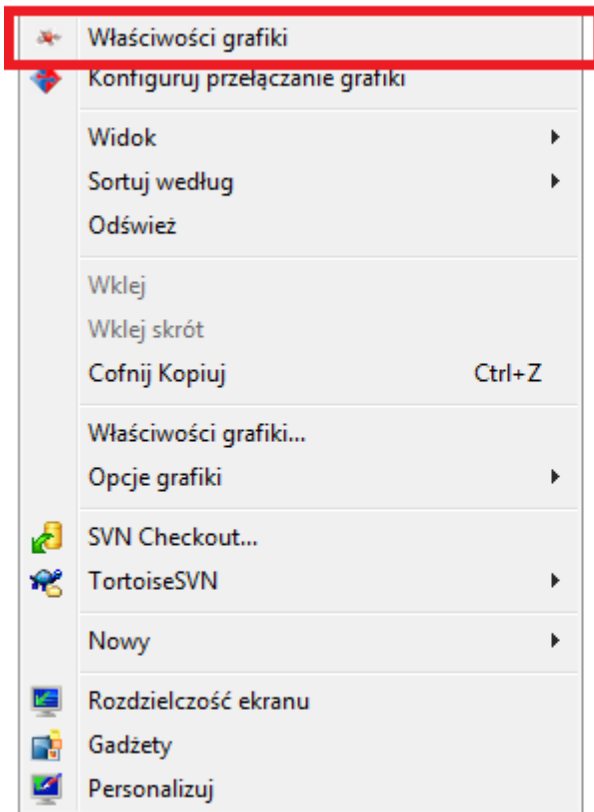 Właściwości grafiki
Konfiguruj przełączanie grafiki
Widok
Sortuj według
Odśwież
Wklej
Wklej skrót
Cofnij Kopiuj Ctrl+Z
Właściwości grafiki...
Opcje grafiki
SVN Checkout...
TortoiseSVN
Nowy
Rozdzielczość ekranu
Gadżety
Personalizuj